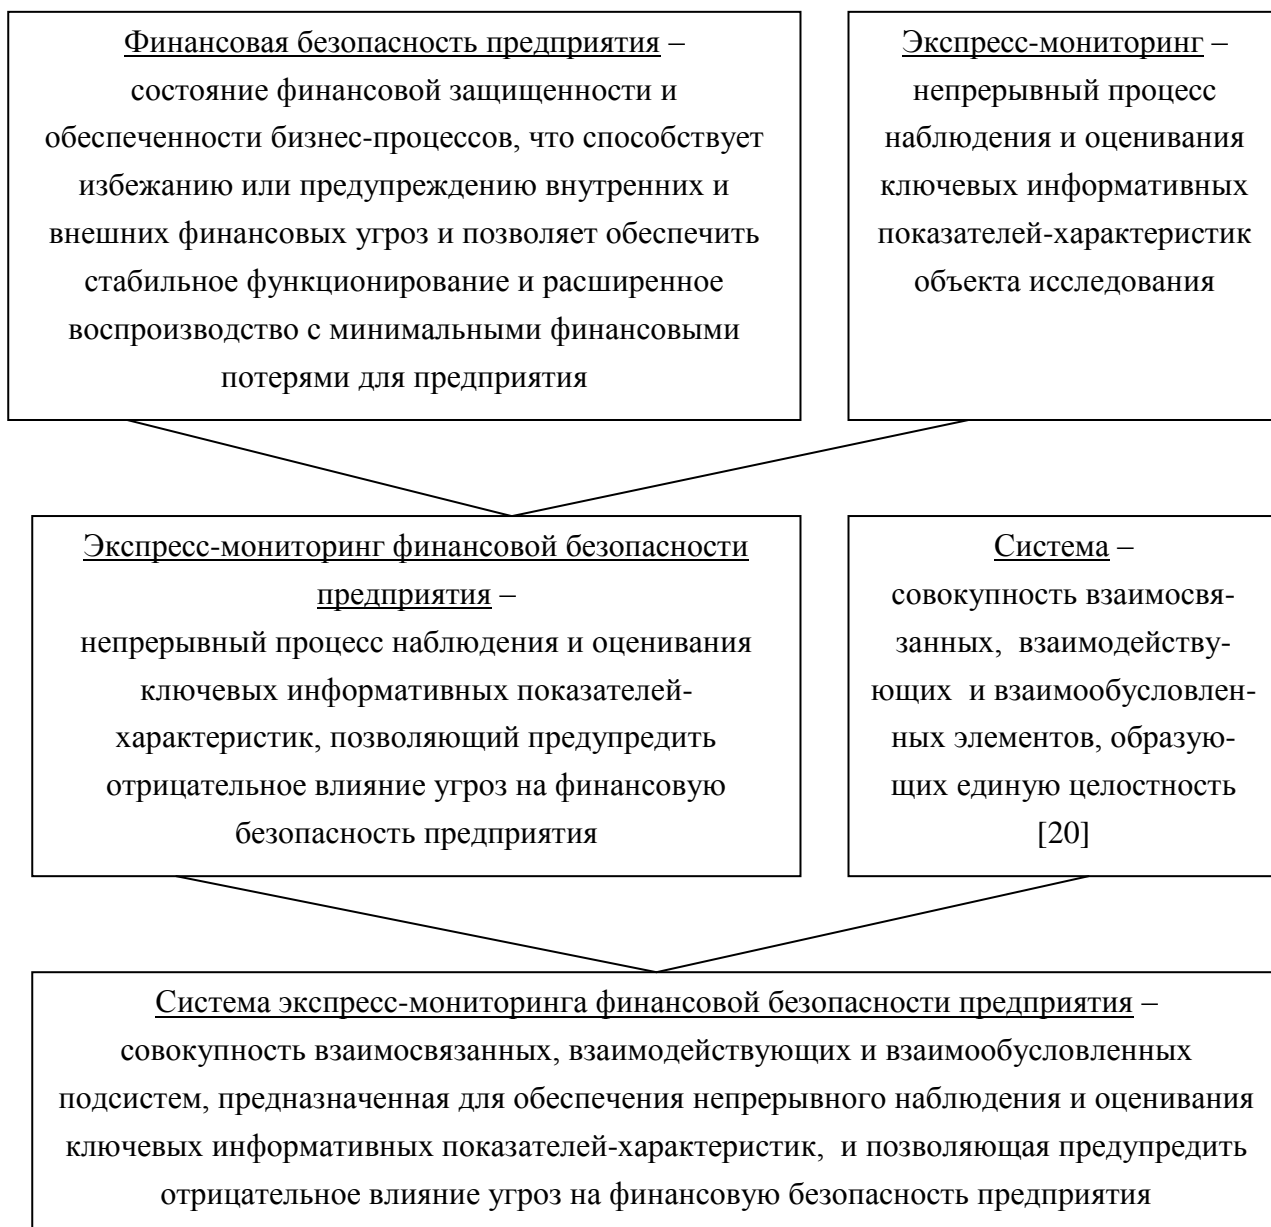 Финансовая безопасность предприятия –
состояние финансовой защищенности и
обеспеченности бизнес-процессов, что способствует
избежанию или предупреждению внутренних и
внешних финансовых угроз и позволяет обеспечить
стабильное функционирование и расширенное
воспроизводство с минимальными финансовыми
потерями для предприятия
Экспресс-мониторинг –
непрерывный процесс
наблюдения и оценивания
ключевых информативных
показателей-характеристик
объекта исследования
Экспресс-мониторинг финансовой безопасности
предприятия –
непрерывный процесс наблюдения и оценивания
ключевых информативных показателей-
характеристик, позволяющий предупредить
отрицательное влияние угроз на финансовую
безопасность предприятия
Система –
совокупность взаимосвя-
занных, взаимодейству-
ющих и взаимообусловлен-
ных элементов, образую-
щих единую целостность
[20]
Система экспресс-мониторинга финансовой безопасности предприятия –
совокупность взаимосвязанных, взаимодействующих и взаимообусловленных
подсистем, предназначенная для обеспечения непрерывного наблюдения и оценивания
ключевых информативных показателей-характеристик, и позволяющая предупредить
отрицательное влияние угроз на финансовую безопасность предприятия